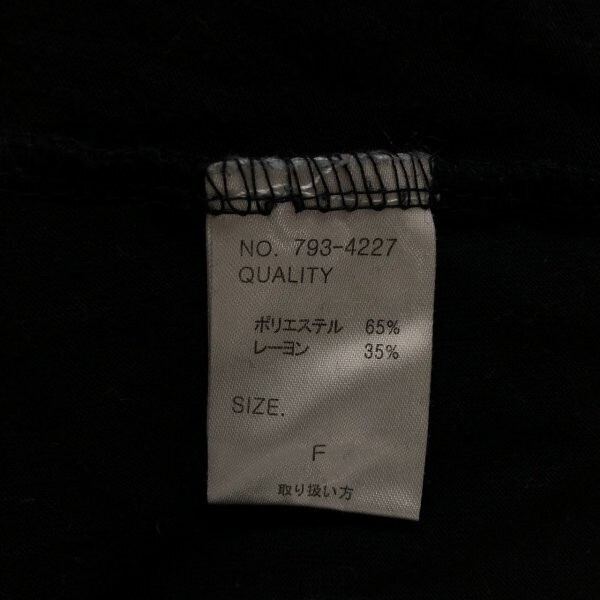 NO. 793-4227
QUALITY
ポリエステル 65%
レーヨン 35%
SIZE.
F
取り扱い方